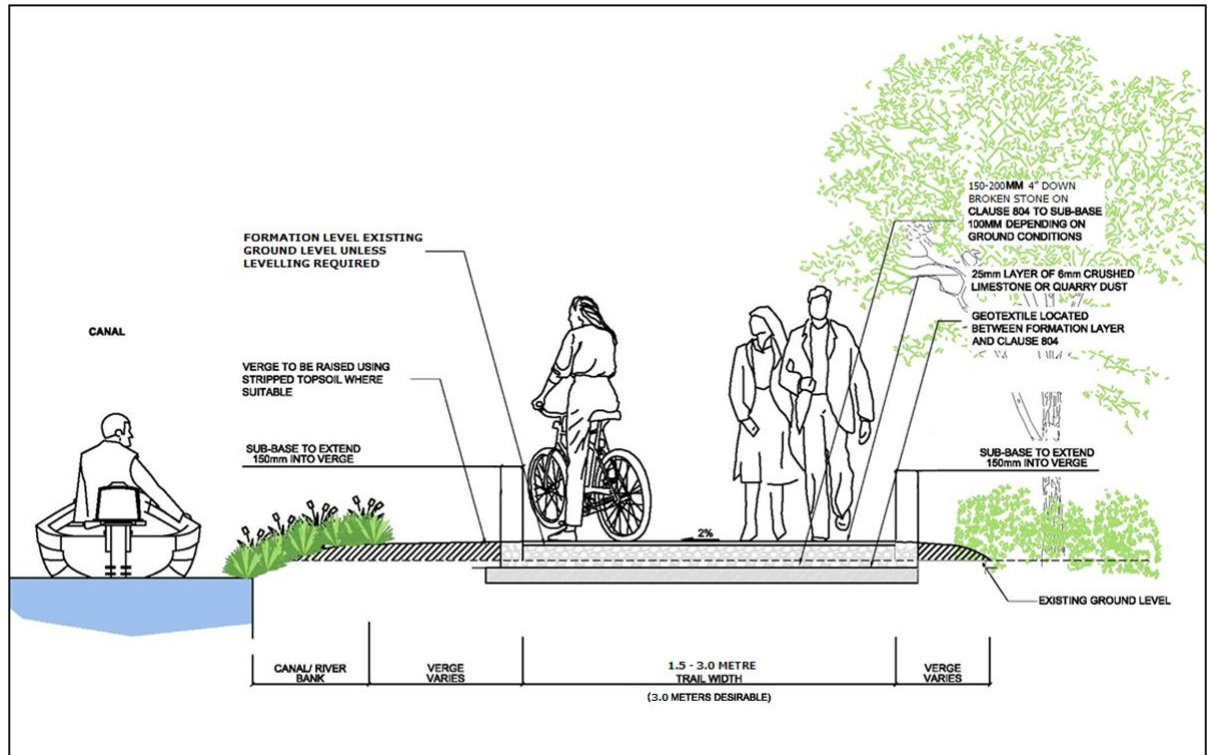 150-200MM 4" DOWN
BROKEN STONE ON
CLAUSE 804 TO SUB-BASE
100MM DEPENDING ON
GROUND CONDITIONS
FORMATION LEVEL EXISTING
GROUND LEVEL UNLESS
LEVELLING REQUIRED
25mm LAYER OF 6mm CRUSHED
LIMESTONE OR QUARRY DUST
GEOTEXTILE LOCATED
BETWEEN FORMATION LAYER
AND CLAUSE 804
CANAL
VERGE TO BE RAISED USING
STRIPPED TOPSOIL WHERE
SUITABLE
SUB-BASE TO EXTEND
150mm INTO VERGE
SUB-BASE TO EXTEND
150mm INTO VERGE
2%
EXISTING GROUND LEVEL
CANAL/ RIVER
BANK
VERGE
VARIES
1.5 - 3.0 METRE
TRAIL WIDTH
(3.0 METERS DESIRABLE)
VERGE
VARIES